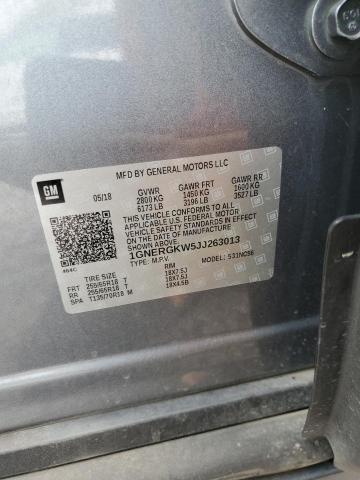 MFD BY GENERAL MOTORS LLC
GM 05/18 GVWR GAWR FRT GAWR RR
2800 KG 1450 KG 1600 KG
6173 LB 3196 LB 3527 LB
THIS VEHICLE CONFORMS TO ALL
APPLICABLE U.S. FEDERAL MOTOR
VEHICLE SAFETY STANDARDS IN EFFECT ON
THE DATE OF MANUFACTURE SHOWN ABOVE.
1GNERGKW5JJ263013
TYPE: M.P.V. MODEL:
TIRE SIZE RIM
FRT 255/65R18 T 18X7.5J
RR 255/65R18 T 18X7.5J
SPA T135/70R18 M 18X4.5B